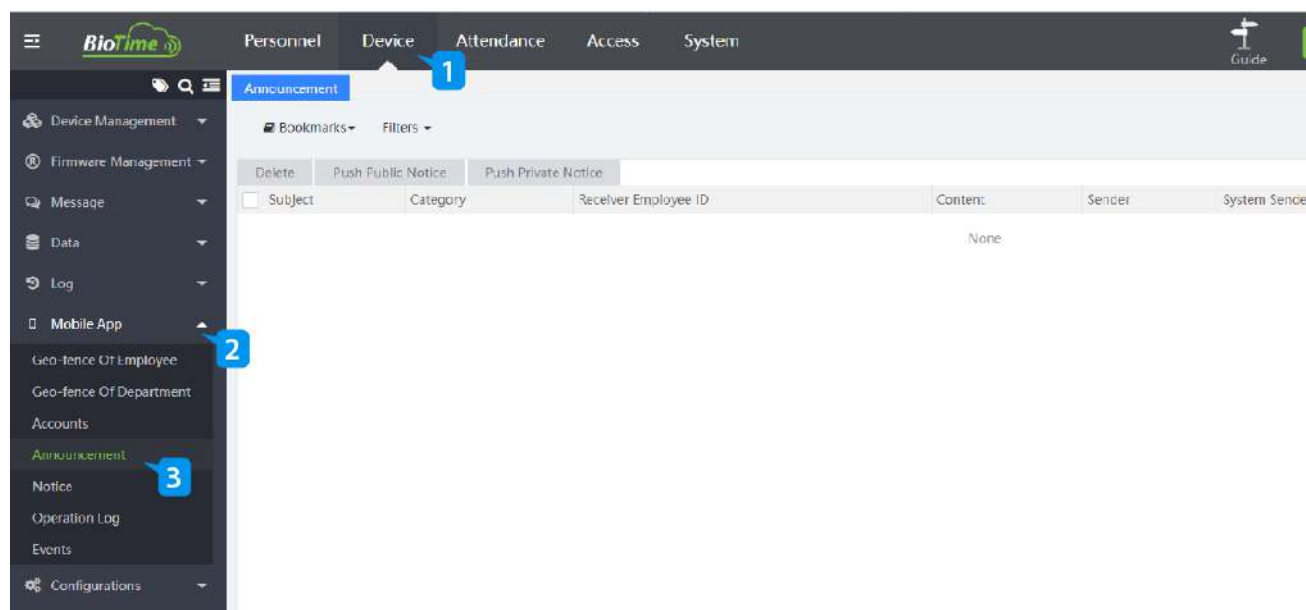 BioTime
Personnel Device Attendance Access System
Guide
1
Announcement
Device Management
Bookmarks Filters
Firmware Management
Delete Push Public Notice Push Private Notice
Message
Subject Category Receiver Employee ID Content Sender System Sende
Data
None
Log
Mobile App
2
Geo-fence Of Employee
Geo-fence Of Department
Accounts
Announcement
3
Notice
Operation Log
Events
Configurations